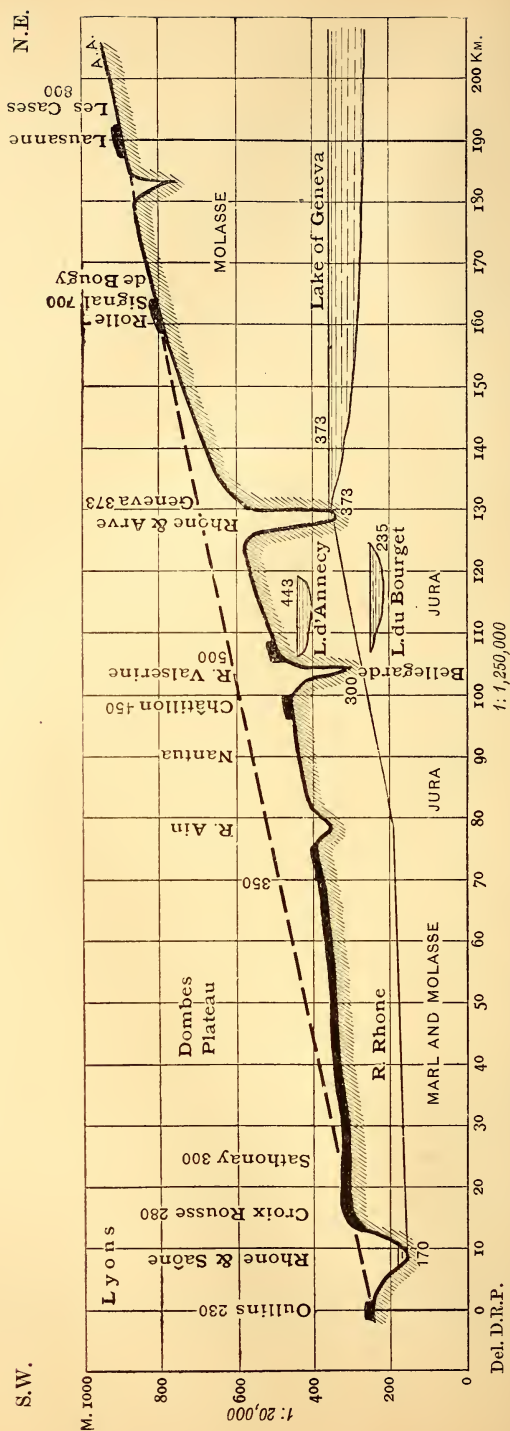 S.W.
N.E.
Lyons
Oullins 230
Rhone & Saône
Croix Rousse 280
Sathonay 300
Dombes
Plateau
350
R. Ain
Nantua
Châtillon 450
R. Valserine
500
Rhone & Arve
Geneva 373
Rolle
Signal 700
de Bougy
Lausanne
Les Cases
800
A.A.
M. 1000
800
600
400
200
0
1: 20,000
MOLASSE
Lake of Geneva
373
373
443
L. d'Annecy
235
L. du Bourget
Bellegarde
300
170
R. Rhone
MARL AND MOLASSE
JURA
JURA
0 10 20 30 40 50 60 70 80 90 100 110 120 130 140 150 160 170 180 190 200 KM.
Del. D.R.P.
1: 1,250,000